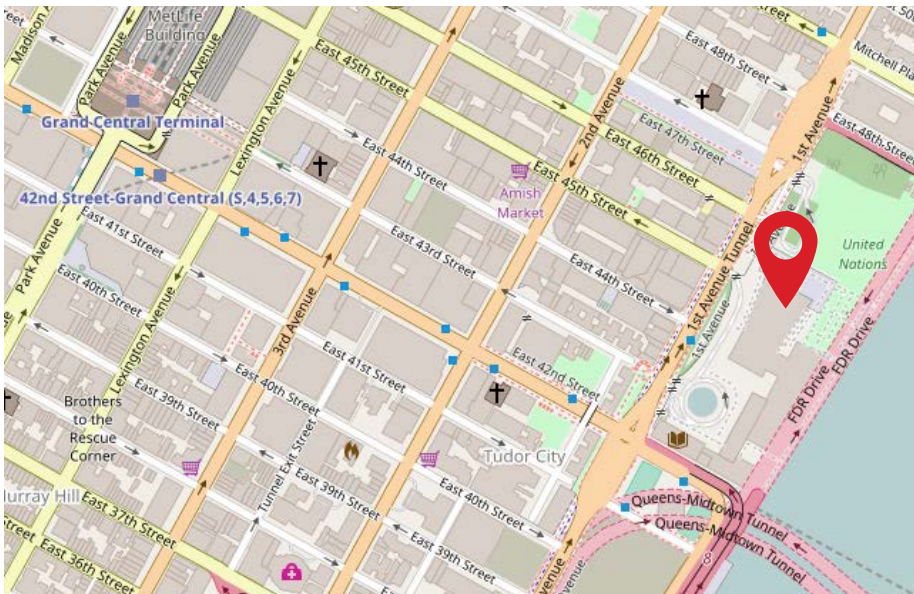 MetLife
Building
Madison
Park Avenue
Park Avenue
Grand Central Terminal
42nd Street-Grand Central (S,4,5,6,7)
Park Avenue
Lexington Avenue
Lexington Avenue
3rd Avenue
2nd Avenue
East 45th Street
East 48th Street
Mitchell Pla
East 47th Street
East 46th Street
East 45th Street
East 44th Street
East 43rd Street
East 44th Street
Amish
Market
1st Avenue
East 48th Street
1st Avenue Tunnel
1st Avenue
United
Nations
FDR Drive
FDR Drive
East 41st Street
East 40th Street
East 42nd Street
East 41st Street
East 40th Street
East 39th Street
Brothers
to the
Rescue
Corner
Tunnel Exit Street
East 39th Street
East 40th Street
East 39th Street
Tudor City
Murray Hill
East 37th Street
East 36th Street
Queens-Midtown Tunnel
Queens-Midtown Tunnel
Avenue
8